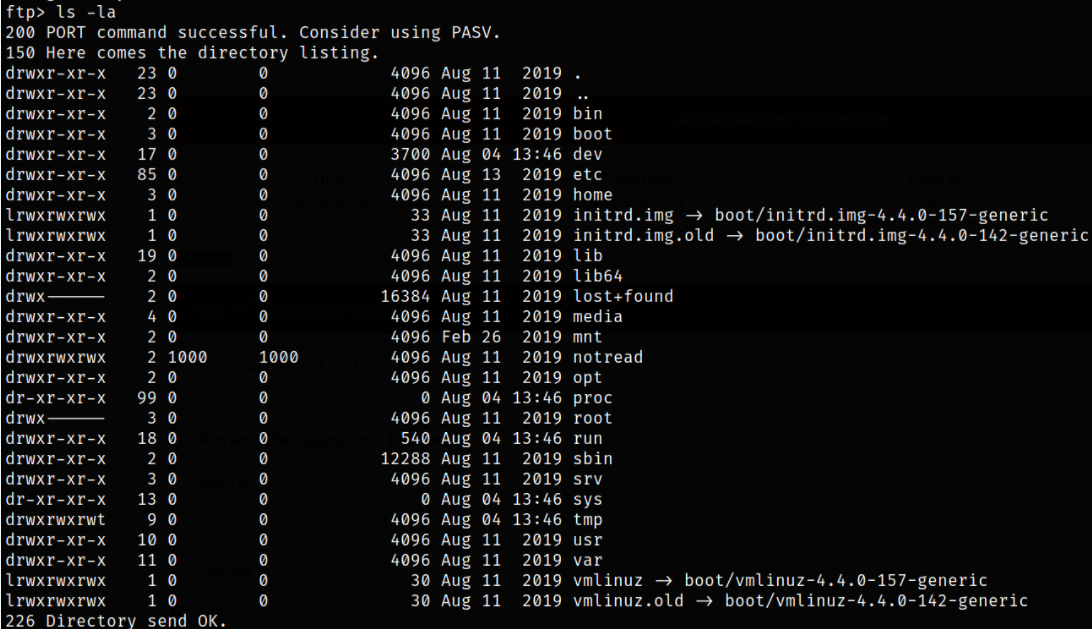 ftp> ls -la
200 PORT command successful. Consider using PASV.
150 Here comes the directory listing.
drwxr-xr-x   23 0        0            4096 Aug 11  2019 .
drwxr-xr-x   23 0        0            4096 Aug 11  2019 ..
drwxr-xr-x    2 0        0            4096 Aug 11  2019 bin
drwxr-xr-x    3 0        0            4096 Aug 11  2019 boot
drwxr-xr-x   17 0        0            3700 Aug 04 13:46 dev
drwxr-xr-x   85 0        0            4096 Aug 13  2019 etc
drwxr-xr-x    3 0        0            4096 Aug 11  2019 home
lrwxrwxrwx    1 0        0              33 Aug 11  2019 initrd.img → boot/initrd.img-4.4.0-157-generic
lrwxrwxrwx    1 0        0              33 Aug 11  2019 initrd.img.old → boot/initrd.img-4.4.0-142-generic
drwxr-xr-x   19 0        0            4096 Aug 11  2019 lib
drwxr-xr-x    2 0        0            4096 Aug 11  2019 lib64
drwx------    2 0        0           16384 Aug 11  2019 lost+found
drwxr-xr-x    4 0        0            4096 Aug 11  2019 media
drwxr-xr-x    2 0        0            4096 Feb 26  2019 mnt
drwxrwxrwx    2 1000     1000         4096 Aug 11  2019 notread
drwxr-xr-x    2 0        0            4096 Aug 11  2019 opt
dr-xr-xr-x   99 0        0               0 Aug 04 13:46 proc
drwx------    3 0        0            4096 Aug 11  2019 root
drwxr-xr-x   18 0        0             540 Aug 04 13:46 run
drwxr-xr-x    2 0        0           12288 Aug 11  2019 sbin
drwxr-xr-x    3 0        0            4096 Aug 11  2019 srv
dr-xr-xr-x   13 0        0               0 Aug 04 13:46 sys
drwxrwxrwt    9 0        0            4096 Aug 04 13:46 tmp
drwxr-xr-x   10 0        0            4096 Aug 11  2019 usr
drwxr-xr-x   11 0        0            4096 Aug 11  2019 var
lrwxrwxrwx    1 0        0              30 Aug 11  2019 vmlinuz → boot/vmlinuz-4.4.0-157-generic
lrwxrwxrwx    1 0        0              30 Aug 11  2019 vmlinuz.old → boot/vmlinuz-4.4.0-142-generic
226 Directory send OK.